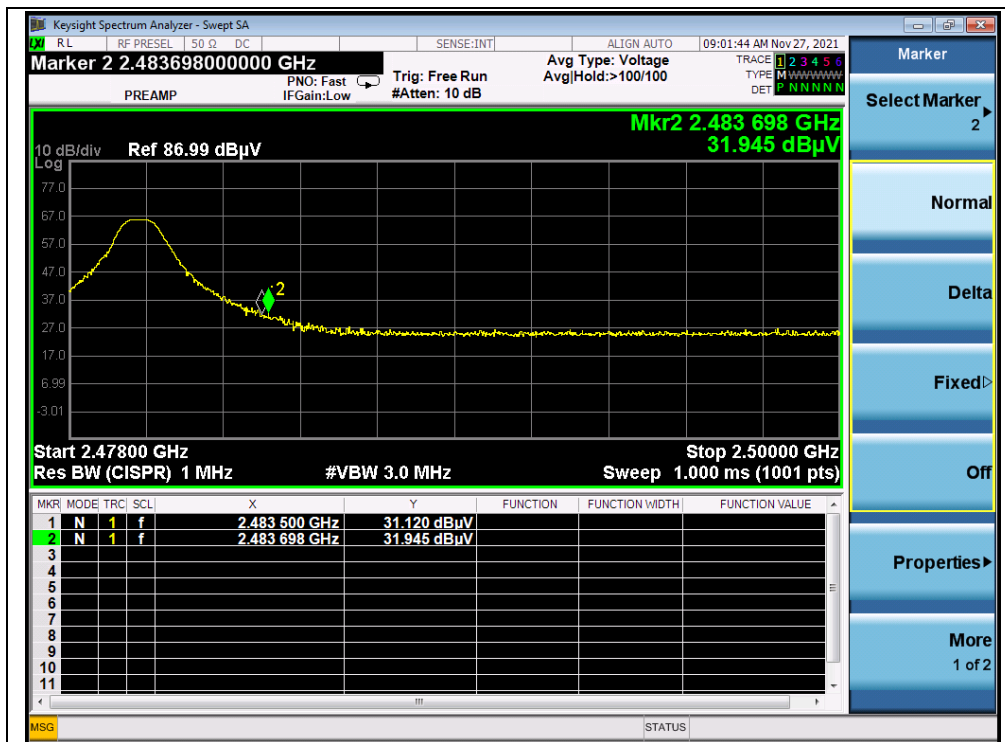 Keysight Spectrum Analyzer - Swept SA
LXI RL RF PRESEL 50 Ω DC SENSE:INT ALIGN AUTO 09:01:44 AM Nov 27, 2021
Marker 2 2.483698000000 GHz
PREAMP
PNO: Fast
IFGain:Low
Trig: Free Run
#Atten: 10 dB
Avg Type: Voltage
Avg|Hold:>100/100
TRACE 1 2 3 4 5 6
TYPE M WWWWW
DET P N N N N N
Mkr2 2.483 698 GHz
31.945 dBµV
10 dB/div Ref 86.99 dBµV
Log
77.0
67.0
57.0
47.0
37.0
27.0
17.0
6.99
-3.01
2
Start 2.47800 GHz Stop 2.50000 GHz
Res BW (CISPR) 1 MHz #VBW 3.0 MHz Sweep 1.000 ms (1001 pts)
MKR MODE TRC SCL X Y FUNCTION FUNCTION WIDTH FUNCTION VALUE
1 N 1 f 2.483 500 GHz 31.120 dBµV
2 N 1 f 2.483 698 GHz 31.945 dBµV
3
4
5
6
7
8
9
10
11
MSG STATUS
Marker
Select Marker
2
Normal
Delta
Fixed
Off
Properties
More
1 of 2